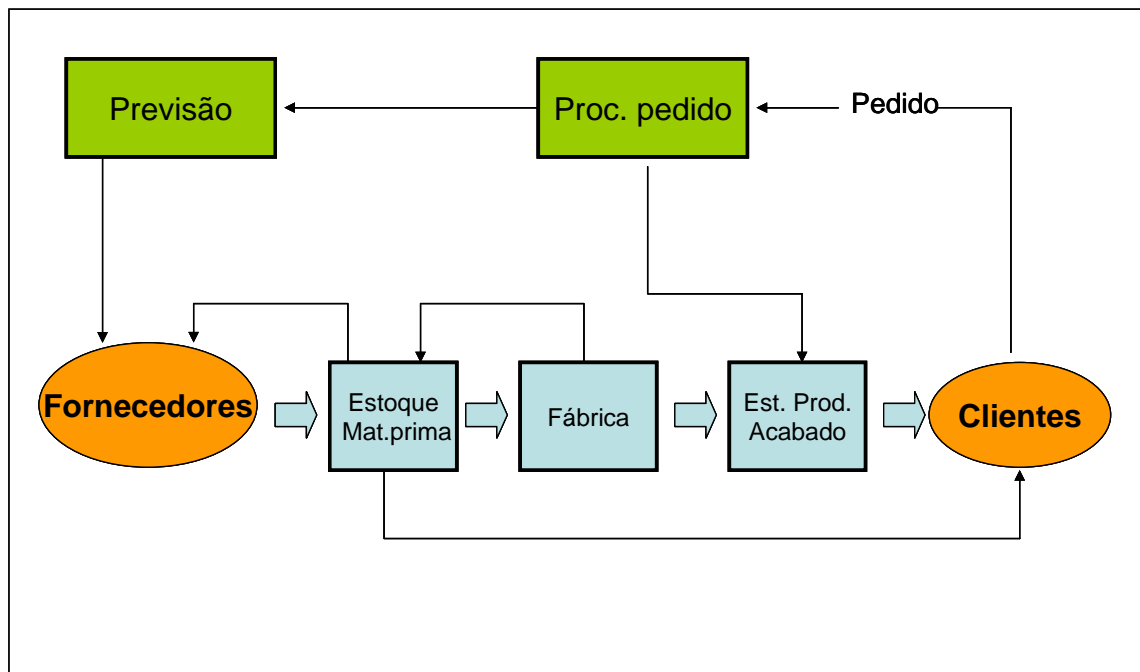 Previsão
Proc. pedido
Pedido
Fornecedores
Estoque
Mat.prima
Fábrica
Est. Prod.
Acabado
Clientes